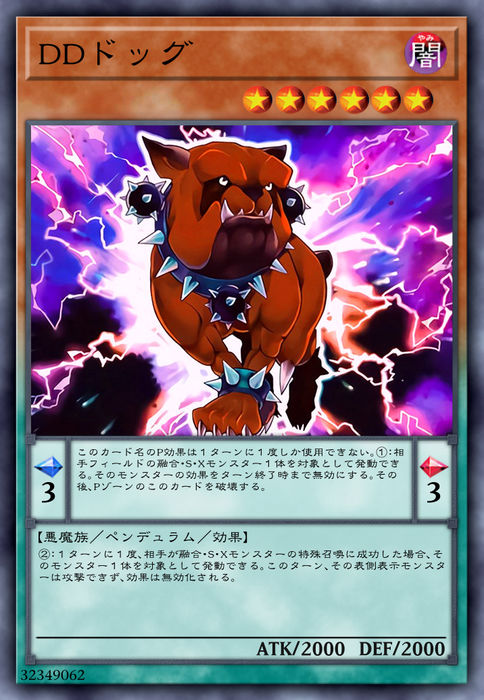 DDドッグ
やみ
闇
このカード名のP効果は1ターンに1度しか使用できない。①:相
手フィールドの融合・S・Xモンスター1体を対象として発動でき
る。そのモンスターの効果をターン終了時まで無効にする。その
後、Pゾーンのこのカードを破壊する。
3
3
【悪魔族/ペンデュラム/効果】
②:1ターンに1度、相手が融合・S・Xモンスターの特殊召喚に成功した場合、そ
のモンスター1体を対象として発動できる。このターン、その表側表示モンスタ
ーは攻撃できず、効果は無効化される。
ATK/2000 DEF/2000
32349062